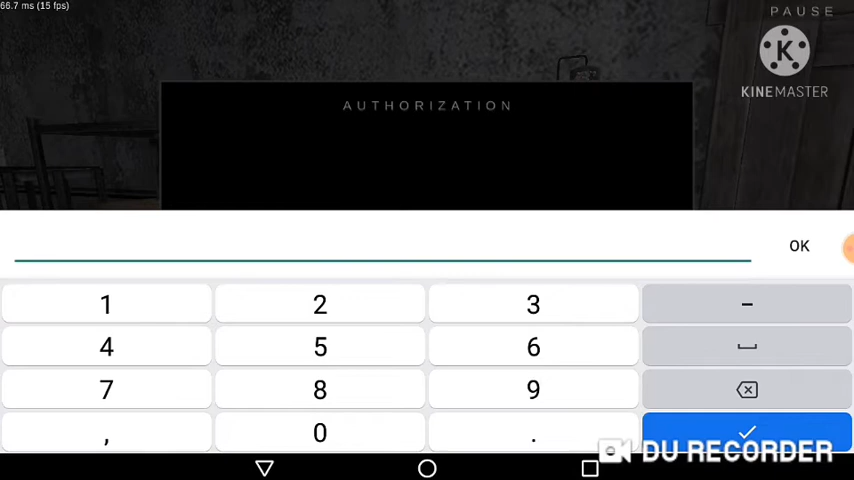 66.7 ms (15 fps)
PAUSE
K
KINEMASTER
AUTHORIZATION
OK
1 2 3 -
4 5 6
7 8 9
, 0 .
DU RECORDER